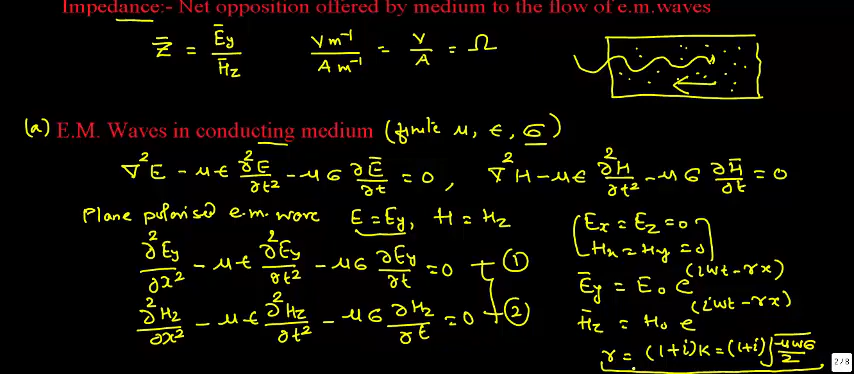 Impedance:- Net opposition offered by medium to the flow of e.m.waves
Z̄ = Ēy / H̄z    V m⁻¹ / A m⁻¹ = V / A = Ω
(a) E.M. Waves in conducting medium (finite μ, ϵ, σ)
∇²E - μϵ ∂²E/∂t² - μσ ∂Ē/∂t = 0 , ∇²H - μϵ ∂²H/∂t² - μσ ∂H̄/∂t = 0
Plane polarised e.m. wave E = Ey, H = Hz
∂²Ey/∂x² - μϵ ∂²Ey/∂t² - μσ ∂Ey/∂t = 0 ①
∂²Hz/∂x² - μϵ ∂²Hz/∂t² - μσ ∂Hz/∂t = 0 ②
(Ex = Ez = 0
Hx = Hy = 0)
Ēy = E₀ e^(iωt - γx)
H̄z = H₀ e^(iωt - γx)
γ = (1+i)K = (1+i)√(μωσ/2)
2/8